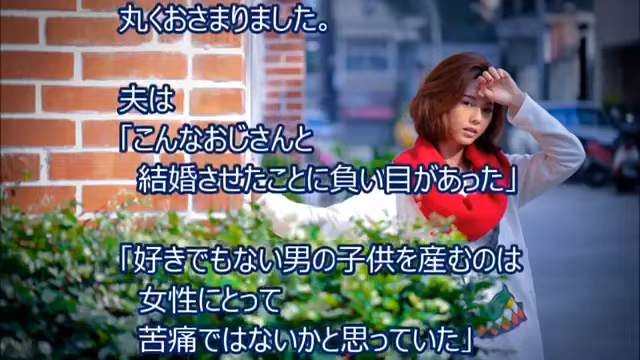 丸くおさまりました。
夫は
「こんなおじさんと
結婚させたことに負い目があった」
「好きでもない男の子供を産むのは
女性にとって
苦痛ではないかと思っていた」